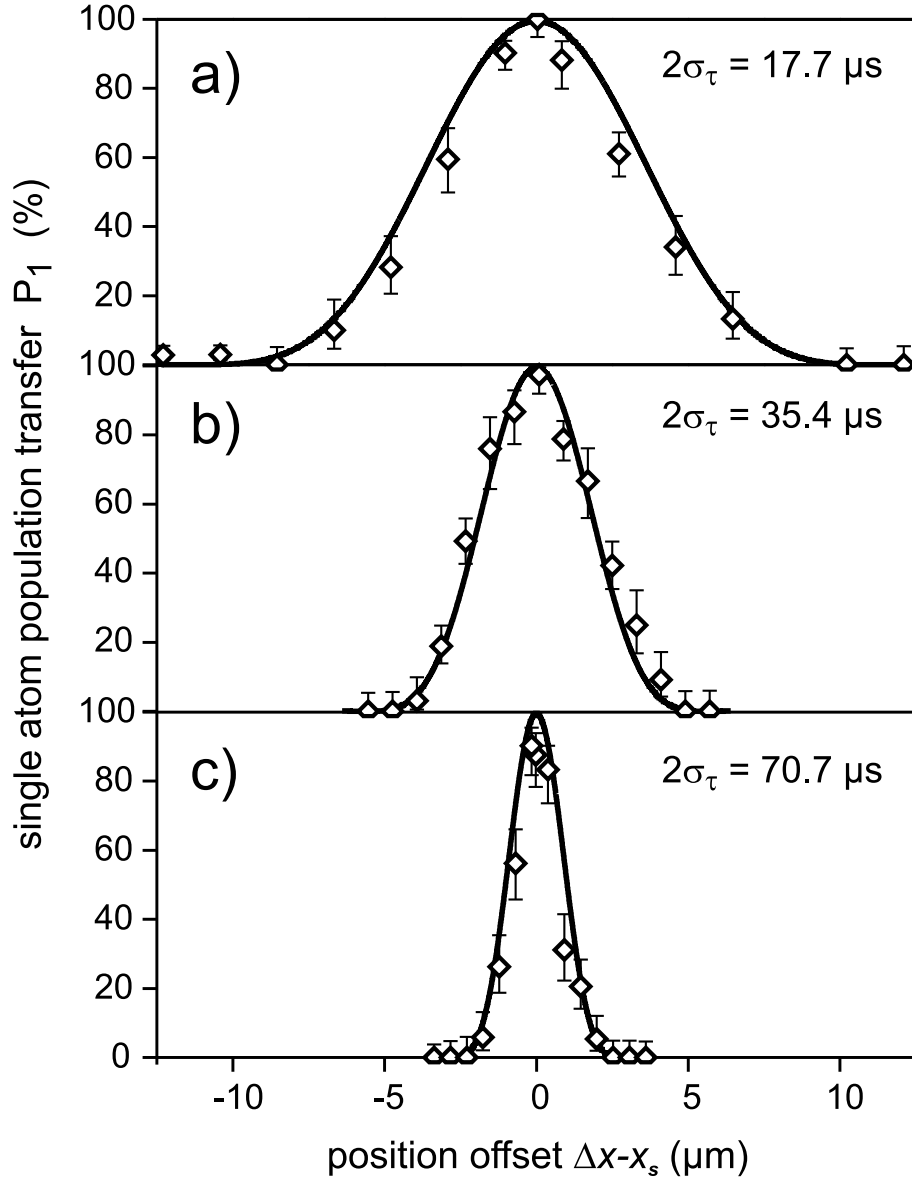 single atom population transfer P1 (%)
100
80
60
40
20
a)
2στ = 17.7 µs
100
80
60
40
20
b)
2στ = 35.4 µs
100
80
60
40
20
0
c)
2στ = 70.7 µs
-10 -5 0 5 10
position offset Δx-xs (µm)